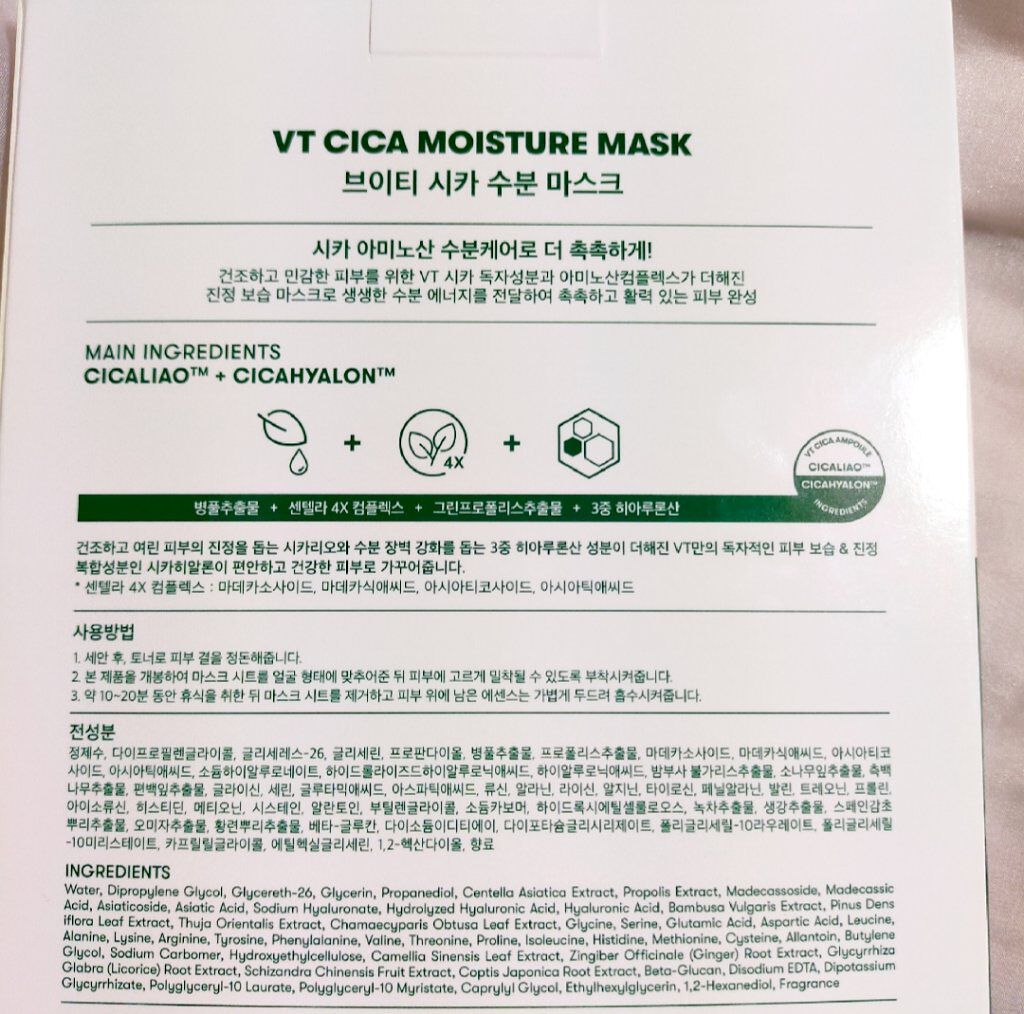 VT CICA MOISTURE MASK
브이티 시카 수분 마스크
시카 아미노산 수분케어로 더 촉촉하게!
건조하고 민감한 피부를 위한 VT 시카 독자성분과 아미노산컴플렉스가 더해진
진정 보습 마스크로 생생한 수분 에너지를 전달하여 촉촉하고 활력 있는 피부 완성
MAIN INGREDIENTS
CICALIAO™ + CICAHYALON™
+ 4X +
VT CICA AMPOULE
CICALIAO™
CICAHYALON™
INGREDIENTS
병풀추출물 + 센텔라 4X 컴플렉스 + 그린프로폴리스추출물 + 3중 히아루론산
건조하고 여린 피부의 진정을 돕는 시카리오와 수분 장벽 강화를 돕는 3중 히아루론산 성분이 더해진 VT만의 독자적인 피부 보습 & 진정
복합성분인 시카히알론이 편안하고 건강한 피부로 가꾸어줍니다.
* 센텔라 4X 컴플렉스 : 마데카소사이드, 마데카식애씨드, 아시아티코사이드, 아시아틱애씨드
사용방법
1. 세안 후, 토너로 피부 결을 정돈해줍니다.
2. 본 제품을 개봉하여 마스크 시트를 얼굴 형태에 맞추어준 뒤 피부에 고르게 밀착될 수 있도록 부착시켜줍니다.
3. 약 10~20분 동안 휴식을 취한 뒤 마스크 시트를 제거하고 피부 위에 남은 에센스는 가볍게 두드려 흡수시켜줍니다.
전성분
정제수, 다이프로필렌글라이콜, 글리세레스-26, 글리세린, 프로판다이올, 병풀추출물, 프로폴리스추출물, 마데카소사이드, 마데카식애씨드, 아시아티코
사이드, 아시아틱애씨드, 소듐하이알루로네이트, 하이드롤라이즈드하이알루로닉애씨드, 하이알루로닉애씨드, 밤부사 불가리스추출물, 소나무잎추출물, 측백
나무추출물, 편백잎추출물, 글라이신, 세린, 글루타믹애씨드, 아스파틱애씨드, 류신, 알라닌, 라이신, 알지닌, 타이로신, 페닐알라닌, 발린, 트레오닌, 프롤린,
아이소류신, 히스티딘, 메티오닌, 시스테인, 알란토인, 부틸렌글라이콜, 소듐카보머, 하이드록시에틸셀룰로오스, 녹차추출물, 생강추출물, 스페인감초
뿌리추출물, 오미자추출물, 황련뿌리추출물, 베타-글루칸, 다이소듐이디티에이, 다이포타슘글리시리제이트, 폴리글리세릴-10라우레이트, 폴리글리세릴
-10미리스테이트, 카프릴릴글라이콜, 에틸헥실글리세린, 1,2-헥산다이올, 향료
INGREDIENTS
Water, Dipropylene Glycol, Glycereth-26, Glycerin, Propanediol, Centella Asiatica Extract, Propolis Extract, Madecassoside, Madecassic
Acid, Asiaticoside, Asiatic Acid, Sodium Hyaluronate, Hydrolyzed Hyaluronic Acid, Hyaluronic Acid, Bambusa Vulgaris Extract, Pinus Dens
iflora Leaf Extract, Thuja Orientalis Extract, Chamaecyparis Obtusa Leaf Extract, Glycine, Serine, Glutamic Acid, Aspartic Acid, Leucine,
Alanine, Lysine, Arginine, Tyrosine, Phenylalanine, Valine, Threonine, Proline, Isoleucine, Histidine, Methionine, Cysteine, Allantoin, Butylene
Glycol, Sodium Carbomer, Hydroxyethylcellulose, Camellia Sinensis Leaf Extract, Zingiber Officinale (Ginger) Root Extract, Glycyrrhiza
Glabra (Licorice) Root Extract, Schizandra Chinensis Fruit Extract, Coptis Japonica Root Extract, Beta-Glucan, Disodium EDTA, Dipotassium
Glycyrrhizate, Polyglyceryl-10 Laurate, Polyglyceryl-10 Myristate, Caprylyl Glycol, Ethylhexylglycerin, 1,2-Hexanediol, Fragrance